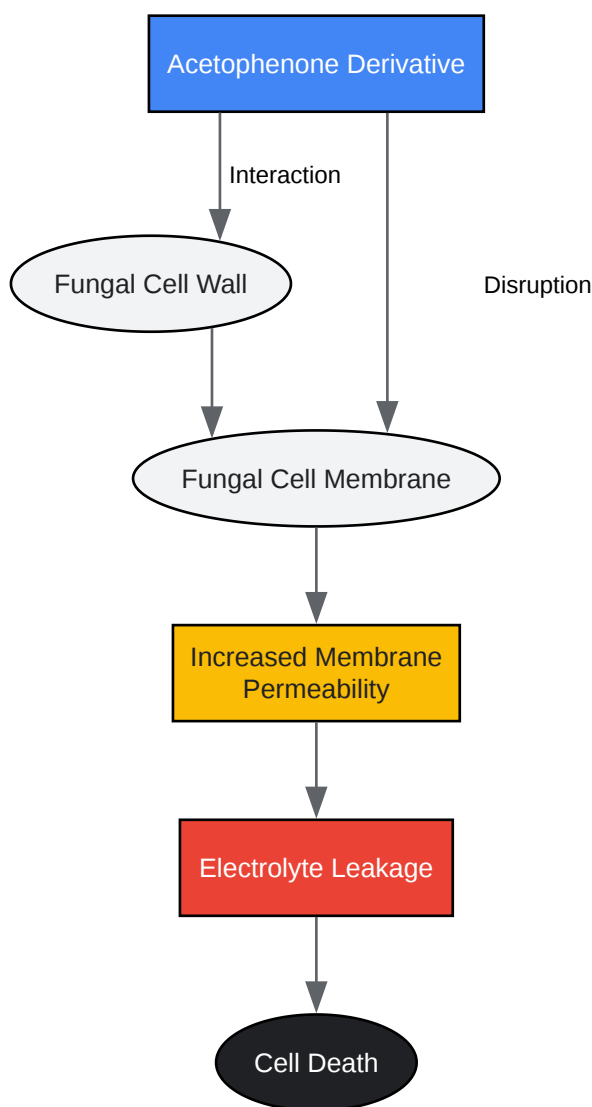 Acetophenone Derivative
Interaction
Fungal Cell Wall
Disruption
Fungal Cell Membrane
Increased Membrane
Permeability
Electrolyte Leakage
Cell Death